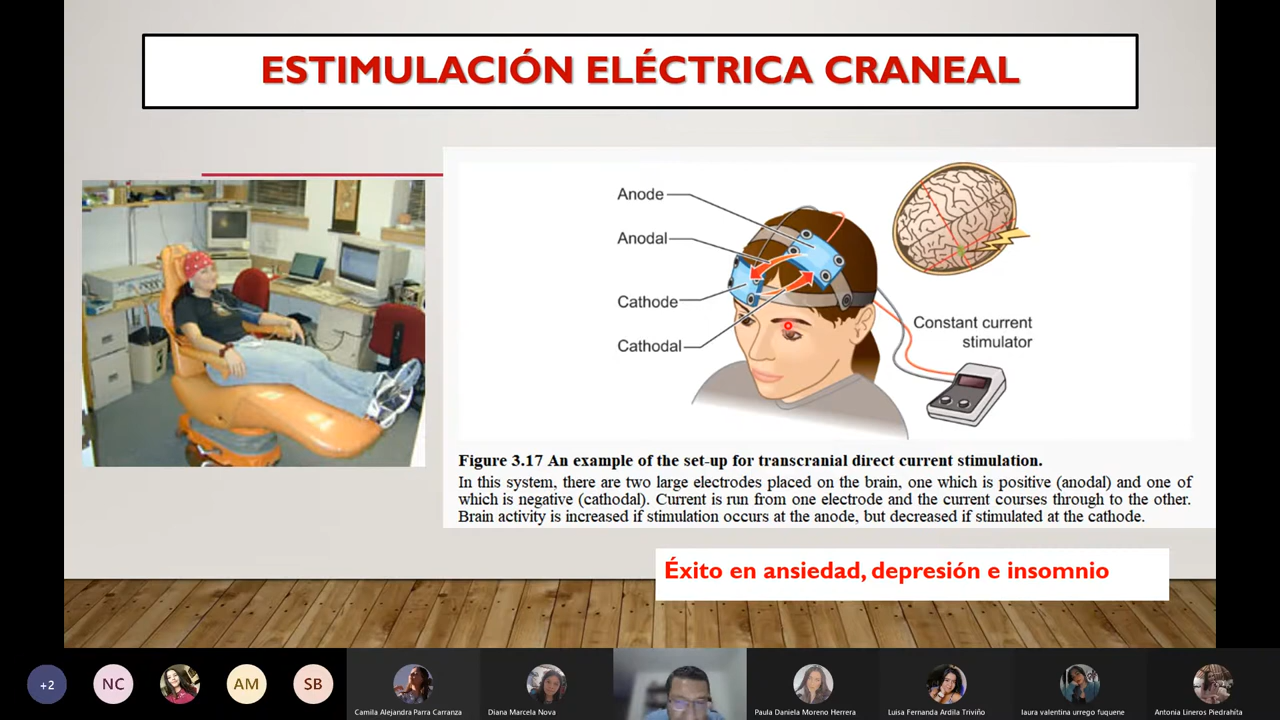 ESTIMULACIÓN ELÉCTRICA CRANEAL
Anode
Anodal
Cathode
Cathodal
Constant current
stimulator
Figure 3.17 An example of the set-up for transcranial direct current stimulation.
In this system, there are two large electrodes placed on the brain, one which is positive (anodal) and one of
which is negative (cathodal). Current is run from one electrode and the current courses through to the other.
Brain activity is increased if stimulation occurs at the anode, but decreased if stimulated at the cathode.
Éxito en ansiedad, depresión e insomnio
+2
NC
AM
SB
Camila Alejandra Parra Carranza
Diana Marcela Nova
Paula Daniela Moreno Herrera
Luisa Fernanda Ardila Triviño
laura valentina urrego fuquene
Antonia Lineros Piedrahíta